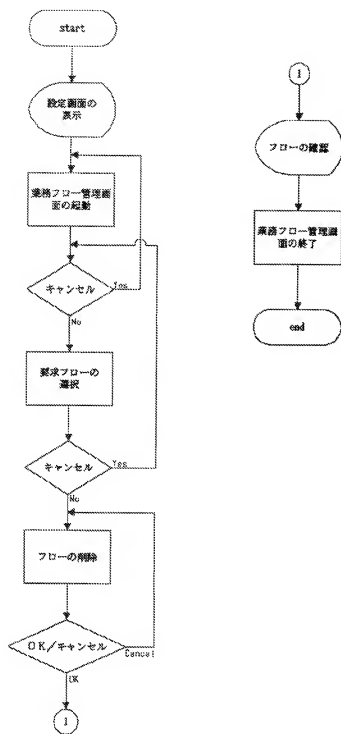 start
設定画面の
表示
業務フロー管理画
面の起動
キャンセル
Yes
No
要求フローの
選択
キャンセル
Yes
No
フローの削除
OK/キャンセル
Cancel
OK
1
1
フローの確認
業務フロー管理画
面の終了
end